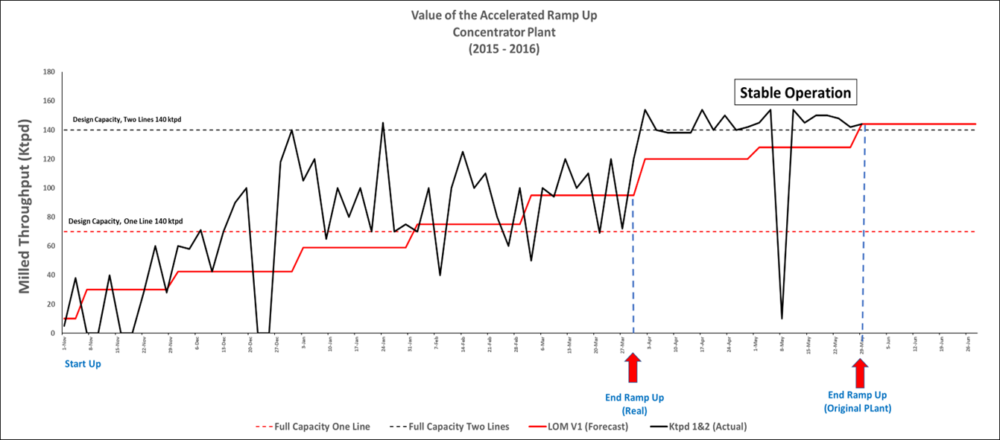 Value of the Accelerated Ramp Up
Concentrator Plant
(2015 - 2016)
Milled Throughput (Ktpd)
180
160
140
120
100
80
60
40
20
0
Stable Operation
Design Capacity, Two Lines 140 ktpd
Design Capacity, One Line 140 ktpd
1-Nov 8-Nov 15-Nov 22-Nov 29-Nov 6-Dec 13-Dec 20-Dec 27-Dec 3-Jan 10-Jan 17-Jan 24-Jan 31-Jan 7-Feb 14-Feb 21-Feb 28-Feb 6-Mar 13-Mar 20-Mar 27-Mar 3-Apr 10-Apr 17-Apr 24-Apr 1-May 8-May 15-May 22-May 29-May 5-Jun 12-Jun 19-Jun 26-Jun
Start Up
End Ramp Up
(Real)
End Ramp Up
(Original PLant)
Full Capacity One Line
Full Capacity Two Lines
LOM V1 (Forecast)
Ktpd 1&2 (Actual)